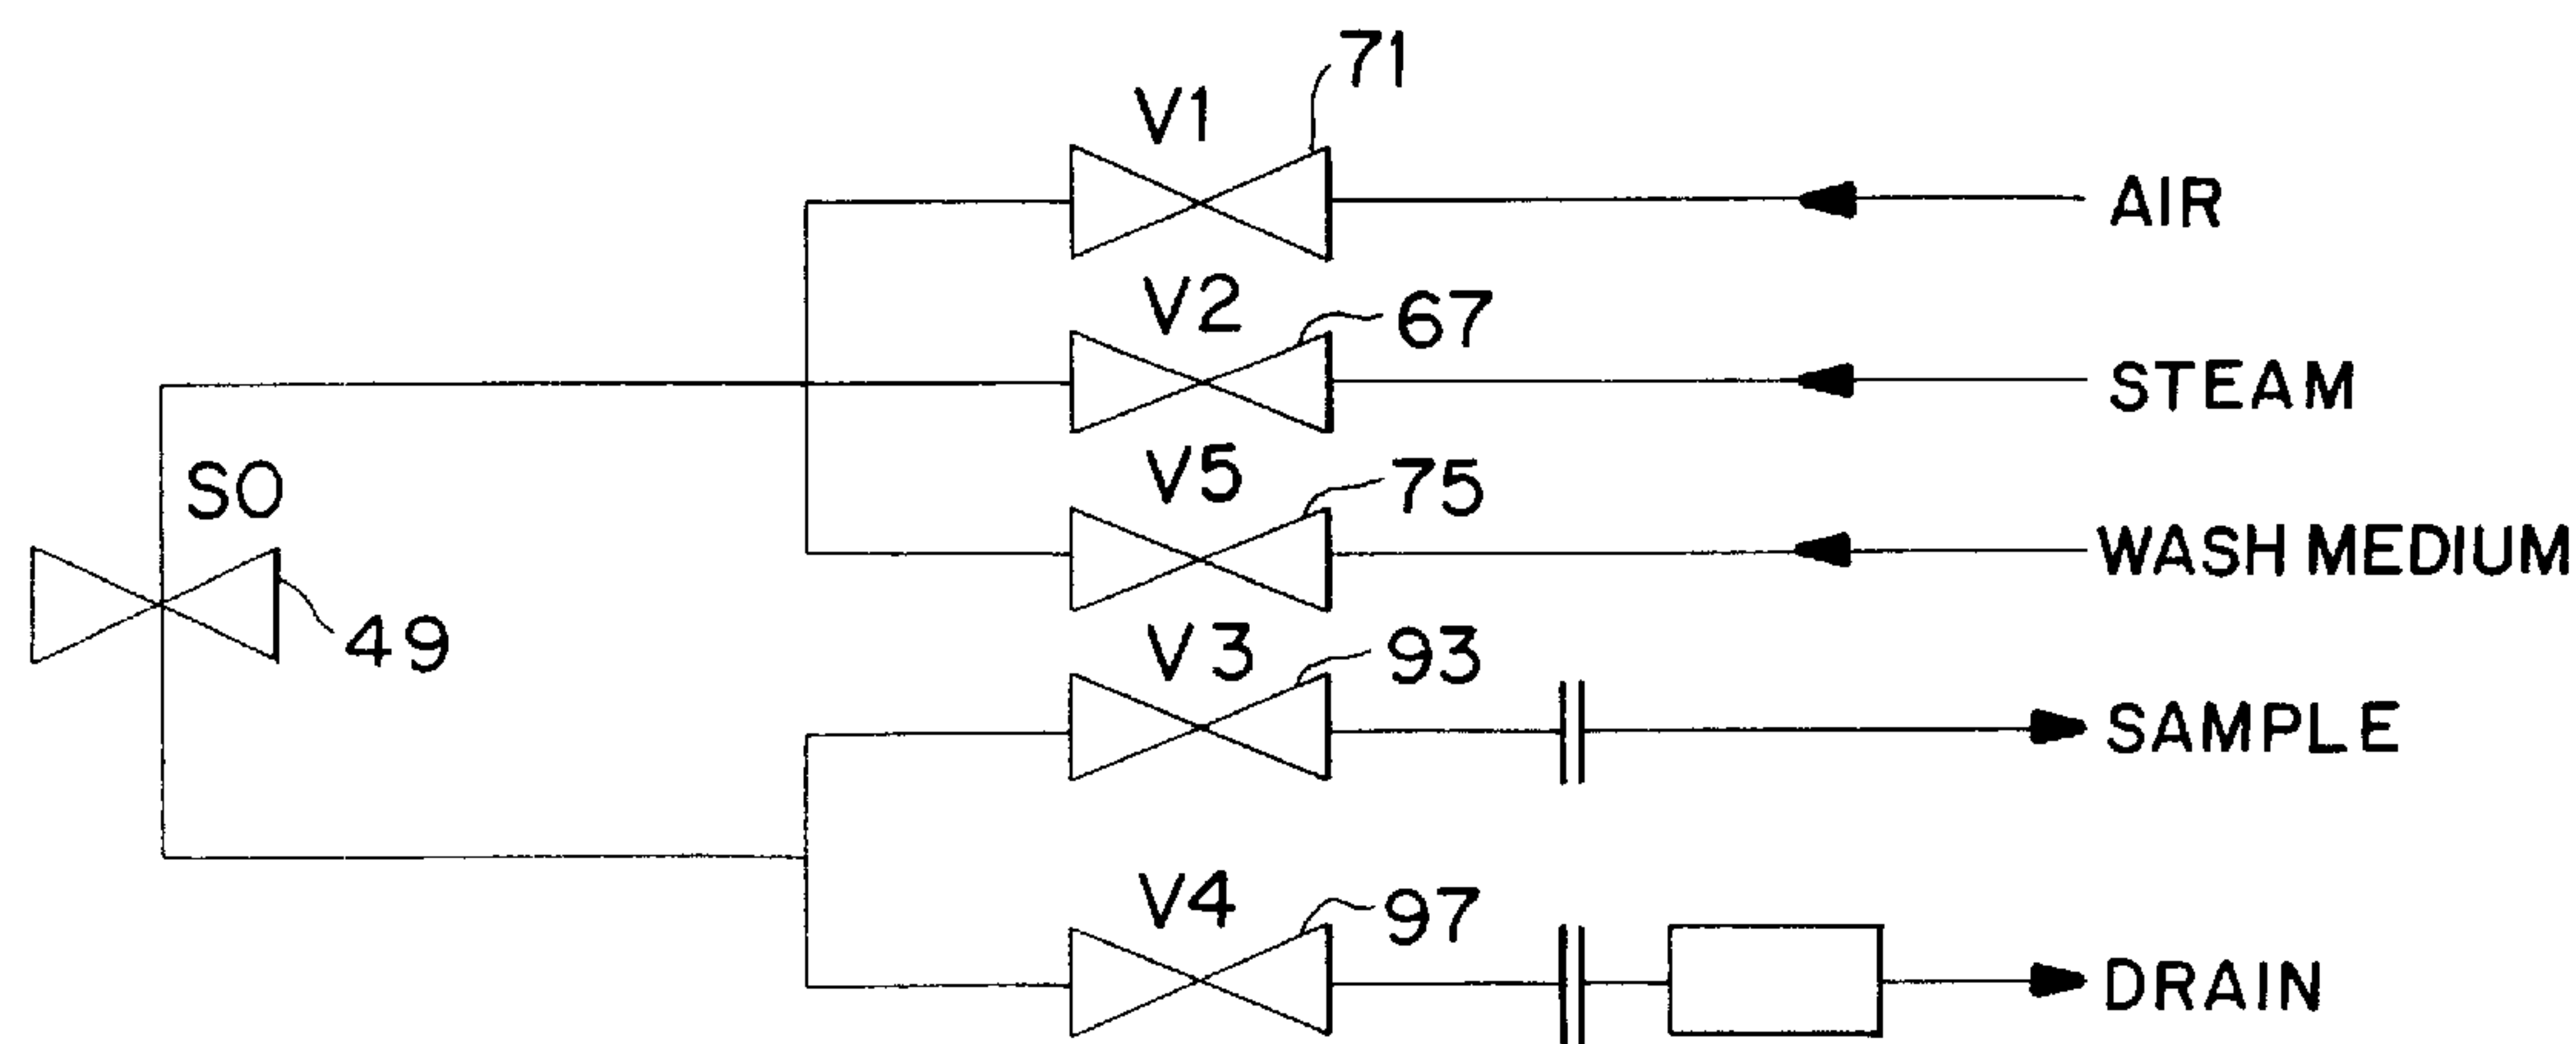 71
V1
AIR
V2
67
STEAM
SO
V5
75
WASH MEDIUM
49
V3
93
SAMPLE
V4
97
DRAIN